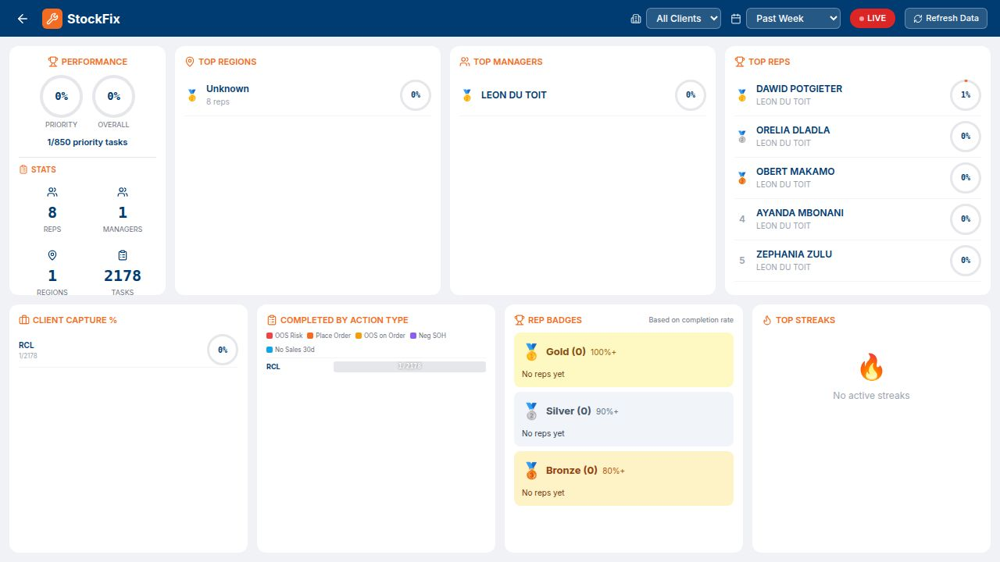 StockFix
All Clients
Past Week
LIVE
Refresh Data
PERFORMANCE
0%
0%
PRIORITY
OVERALL
1/850 priority tasks
STATS
8
1
REPS
MANAGERS
1
2178
REGIONS
TASKS
TOP REGIONS
Unknown
8 reps
0%
TOP MANAGERS
LEON DU TOIT
0%
TOP REPS
DAWID POTGIETER
LEON DU TOIT
1%
ORELIA DLADLA
LEON DU TOIT
0%
OBERT MAKAMO
LEON DU TOIT
0%
4
AYANDA MBONANI
LEON DU TOIT
0%
5
ZEPHANIA ZULU
LEON DU TOIT
0%
CLIENT CAPTURE %
RCL
1/2178
0%
COMPLETED BY ACTION TYPE
OOS Risk
Place Order
OOS on Order
Neg SOH
No Sales 30d
RCL
1/2178
REP BADGES
Based on completion rate
Gold (0) 100%+
No reps yet
Silver (0) 90%+
No reps yet
Bronze (0) 80%+
No reps yet
TOP STREAKS
No active streaks